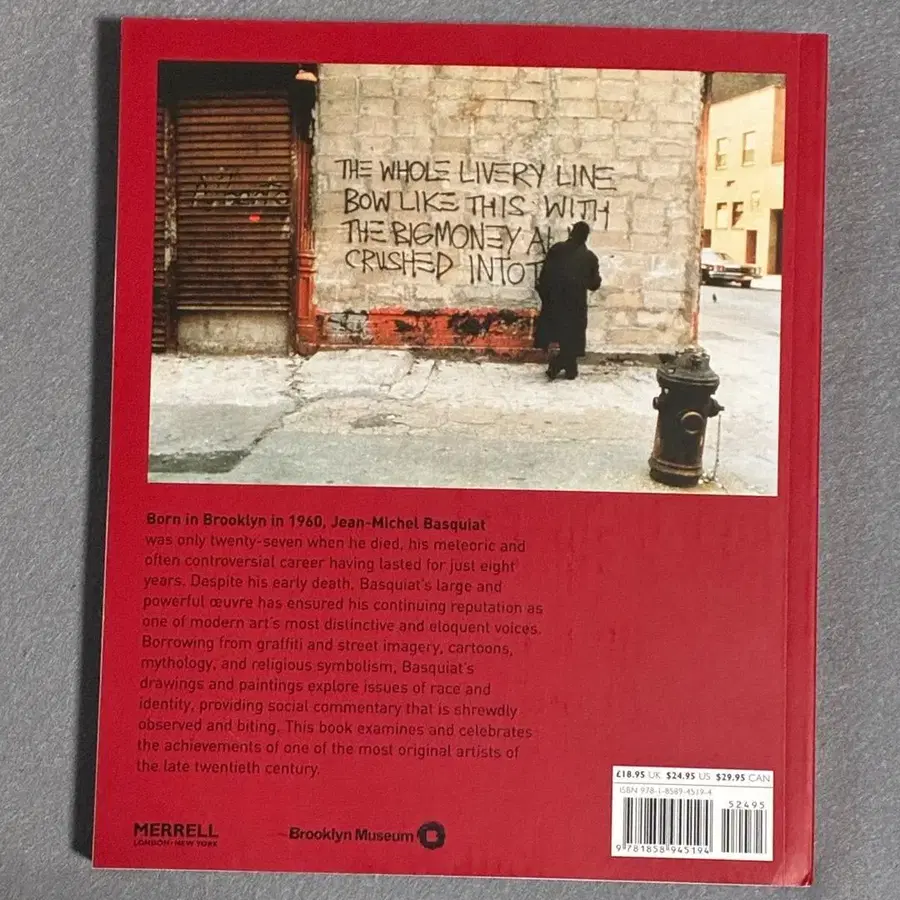 THE WHOLE LIVERY LINE
BOW LIKE THIS WITH
THE BIGMONEY
CRUSHED INTO
Born in Brooklyn in 1960, Jean-Michel Basquiat
was only twenty-seven when he died, his meteoric and
often controversial career having lasted for just eight
years. Despite his early death, Basquiat's large and
powerful œuvre has ensured his continuing reputation as
one of modern art's most distinctive and eloquent voices.
Borrowing from graffiti and street imagery, cartoons,
mythology, and religious symbolism, Basquiat's
drawings and paintings explore issues of race and
identity, providing social commentary that is shrewdly
observed and biting. This book examines and celebrates
the achievements of one of the most original artists of
the late twentieth century.
MERRELL
LONDON • NEW YORK
Brooklyn Museum
£18.95 UK $24.95 US $29.95 CAN
ISBN 978-1-8589-4519-4
52495
9 781858 945194